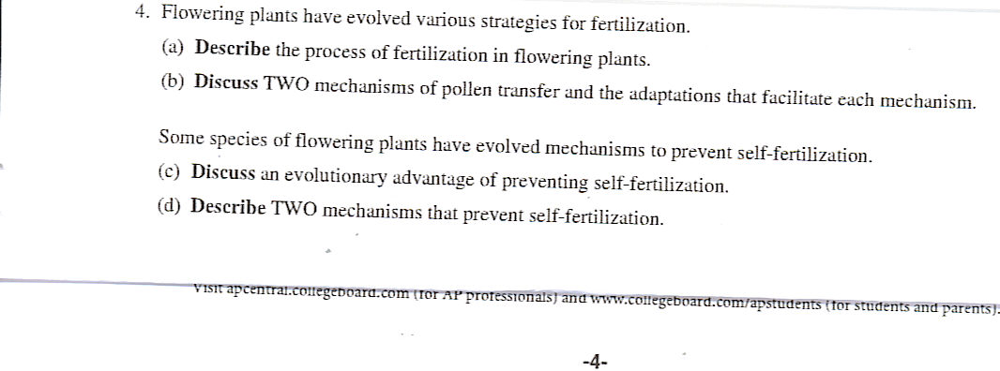 4. Flowering plants have evolved various strategies for fertilization.
(a) Describe the process of fertilization in flowering plants.
(b) Discuss TWO mechanisms of pollen transfer and the adaptations that facilitate each mechanism.
Some species of flowering plants have evolved mechanisms to prevent self-fertilization.
(c) Discuss an evolutionary advantage of preventing self-fertilization.
(d) Describe TWO mechanisms that prevent self-fertilization.
Visit apcentral.collegeboard.com (for AP professionals) and www.collegeboard.com/apstudents (for students and parents).
-4-